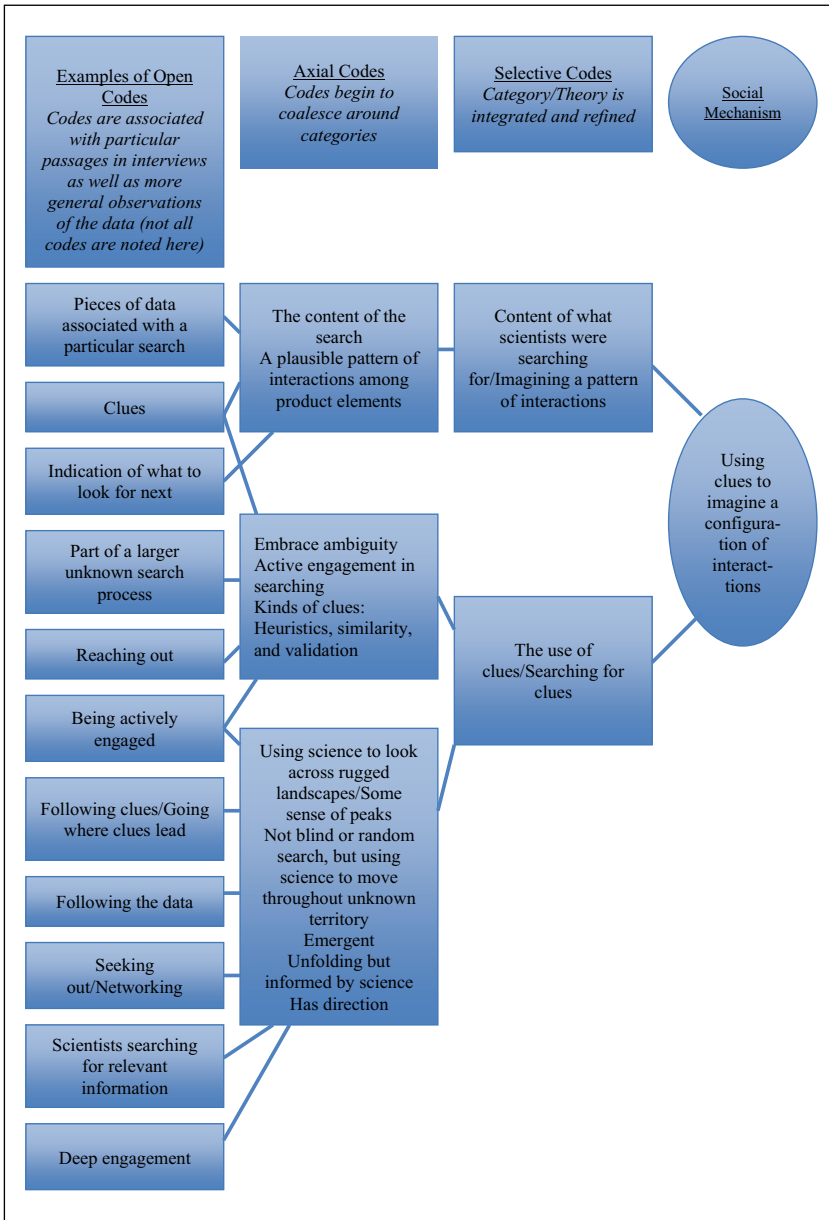 Examples of Open
Codes
Codes are associated
with particular
passages in interviews
as well as more
general observations
of the data (not all
codes are noted here)
Axial Codes
Codes begin to
coalesce around
categories
Selective Codes
Category/Theory is
integrated and refined
Social
Mechanism
Pieces of data
associated with a
particular search
Clues
Indication of what to
look for next
Part of a larger
unknown search
process
Reaching out
Being actively
engaged
Following clues/Going
where clues lead
Following the data
Seeking
out/Networking
Scientists searching
for relevant
information
Deep engagement
The content of the
search
A plausible pattern of
interactions among
product elements
Embrace ambiguity
Active engagement in
searching
Kinds of clues:
Heuristics, similarity,
and validation
Using science to look
across rugged
landscapes/Some
sense of peaks
Not blind or random
search, but using
science to move
throughout unknown
territory
Emergent
Unfolding but
informed by science
Has direction
Content of what
scientists were
searching
for/Imagining a pattern
of interactions
The use of
clues/Searching for
clues
Using
clues to
imagine a
configura-
tion of
interac-
tions